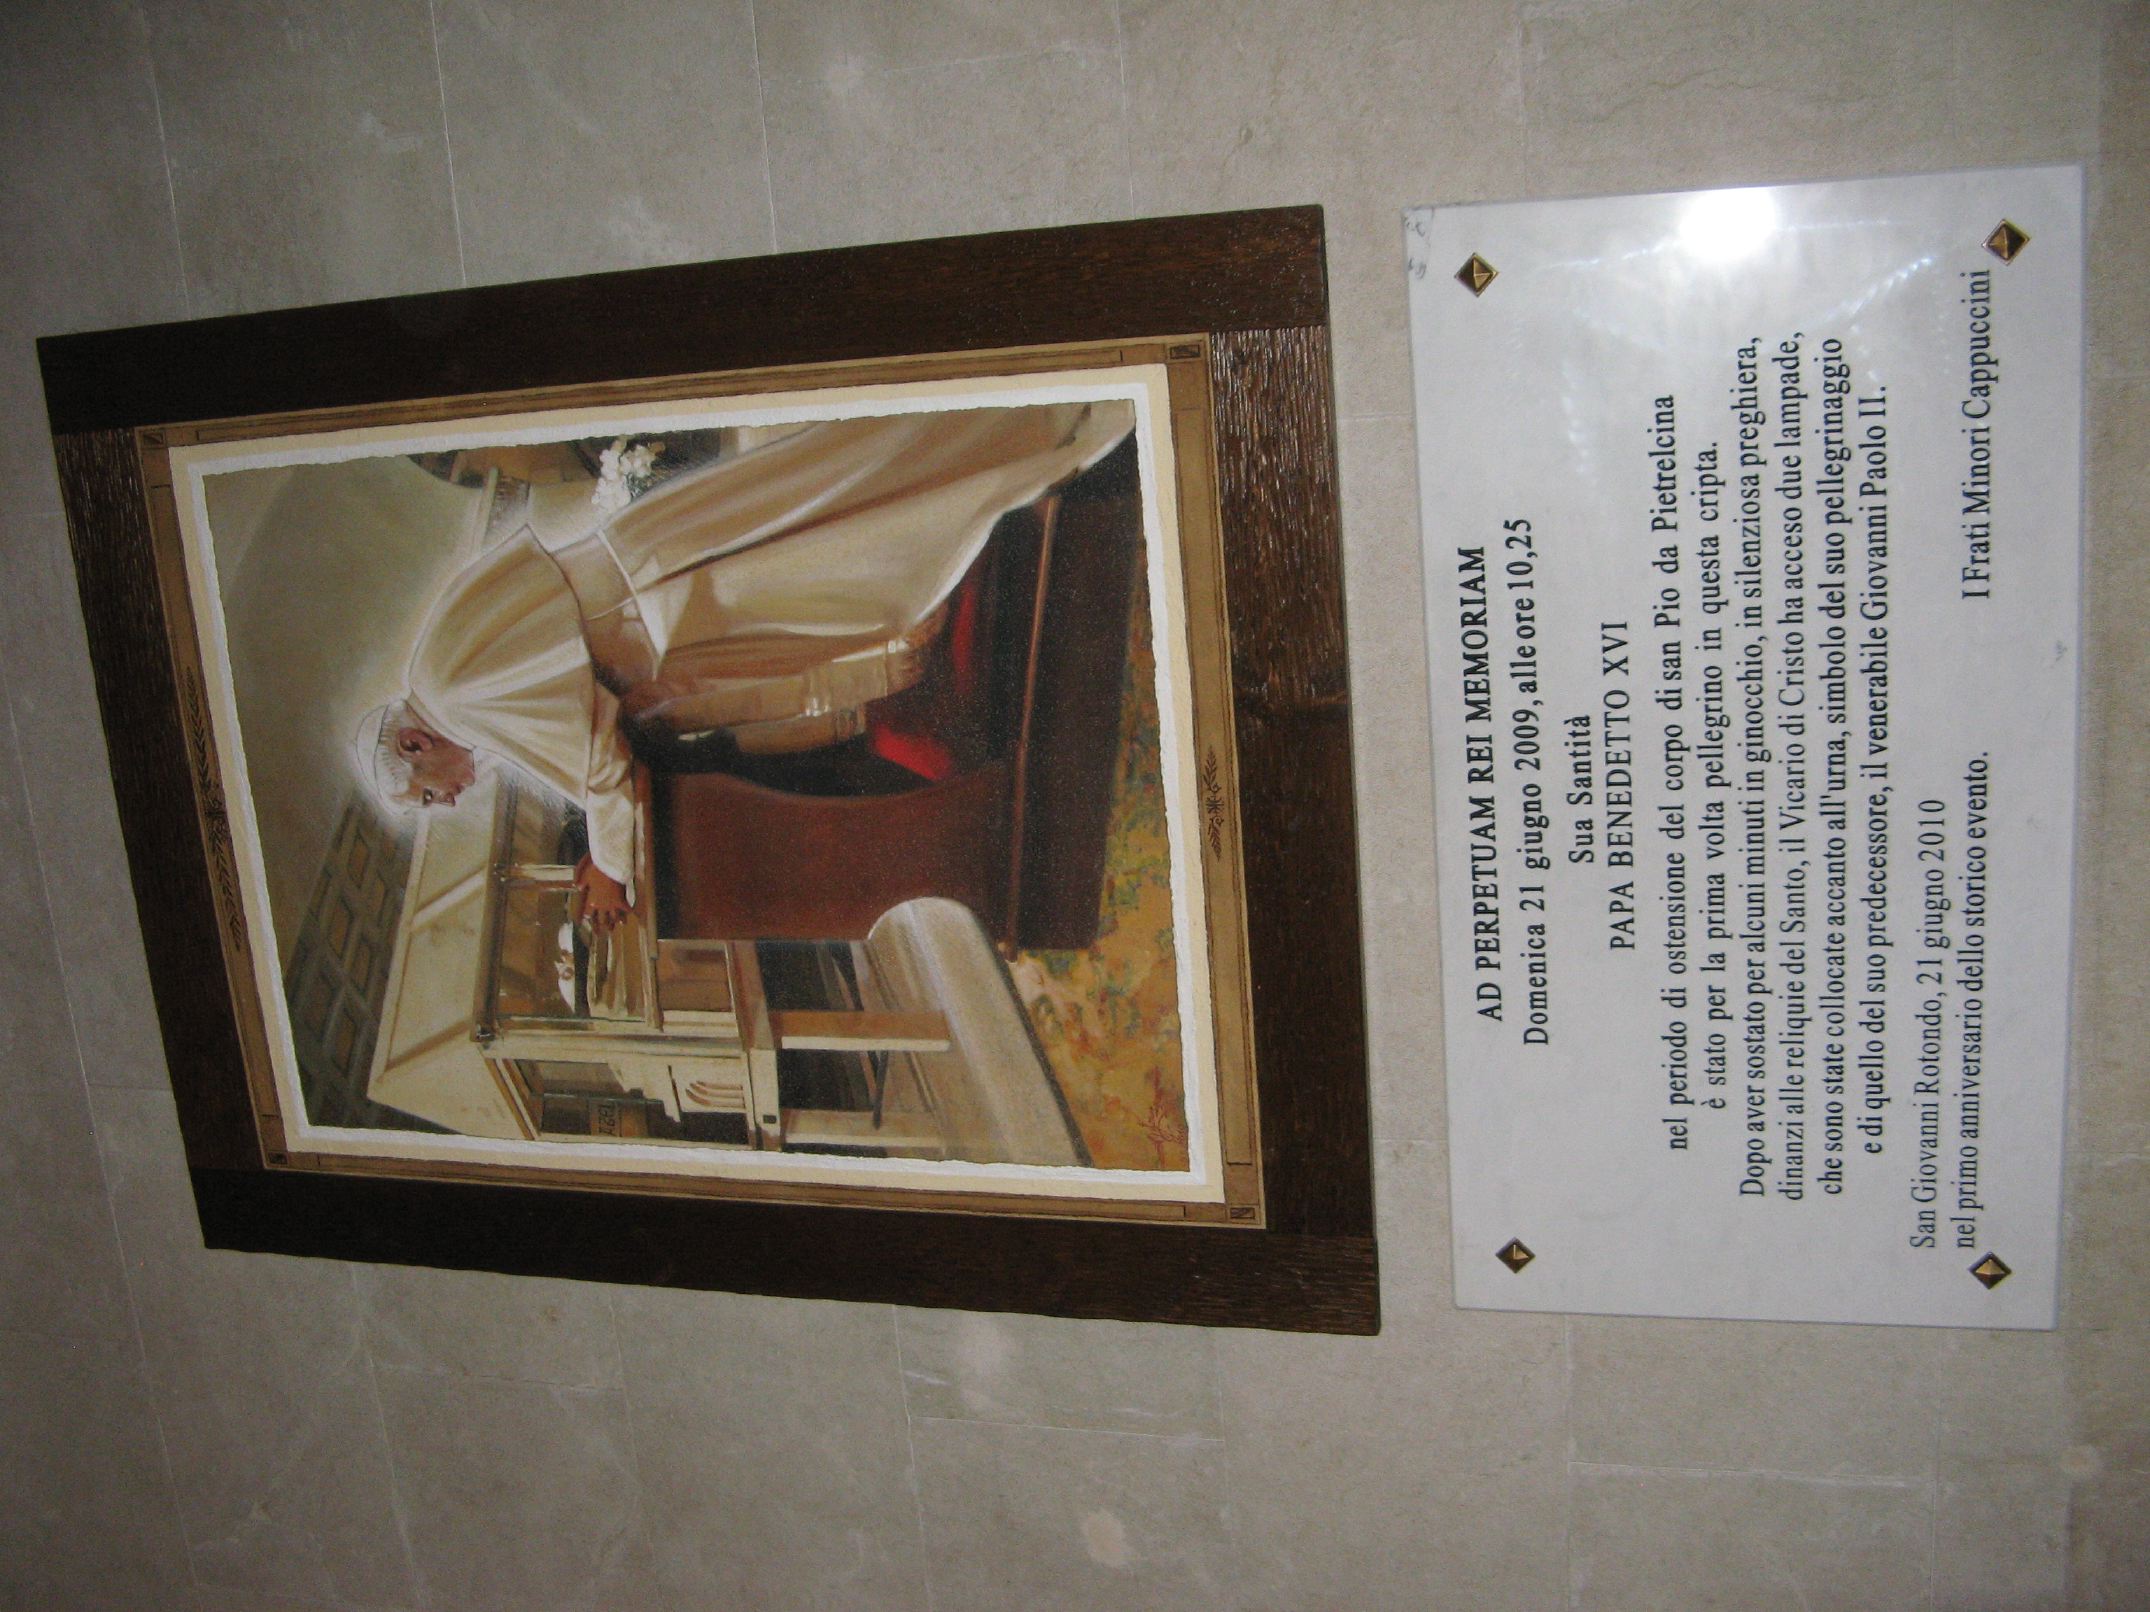 AD PERPETUAM REI MEMORIAM
Domenica 21 giugno 2009, alle ore 10,25
Sua Santità
PAPA BENEDETTO XVI
nel periodo di ostensione del corpo di san Pio da Pietrelcina
è stato per la prima volta pellegrino in questa cripta.
Dopo aver sostato per alcuni minuti in ginocchio, in silenziosa preghiera,
dinanzi alle reliquie del Santo, il Vicario di Cristo ha acceso due lampade,
che sono state collocate accanto all'urna, simbolo del suo pellegrinaggio
e di quello del suo predecessore, il venerabile Giovanni Paolo II.
San Giovanni Rotondo, 21 giugno 2010
nel primo anniversario dello storico evento.
I Frati Minori Cappuccini